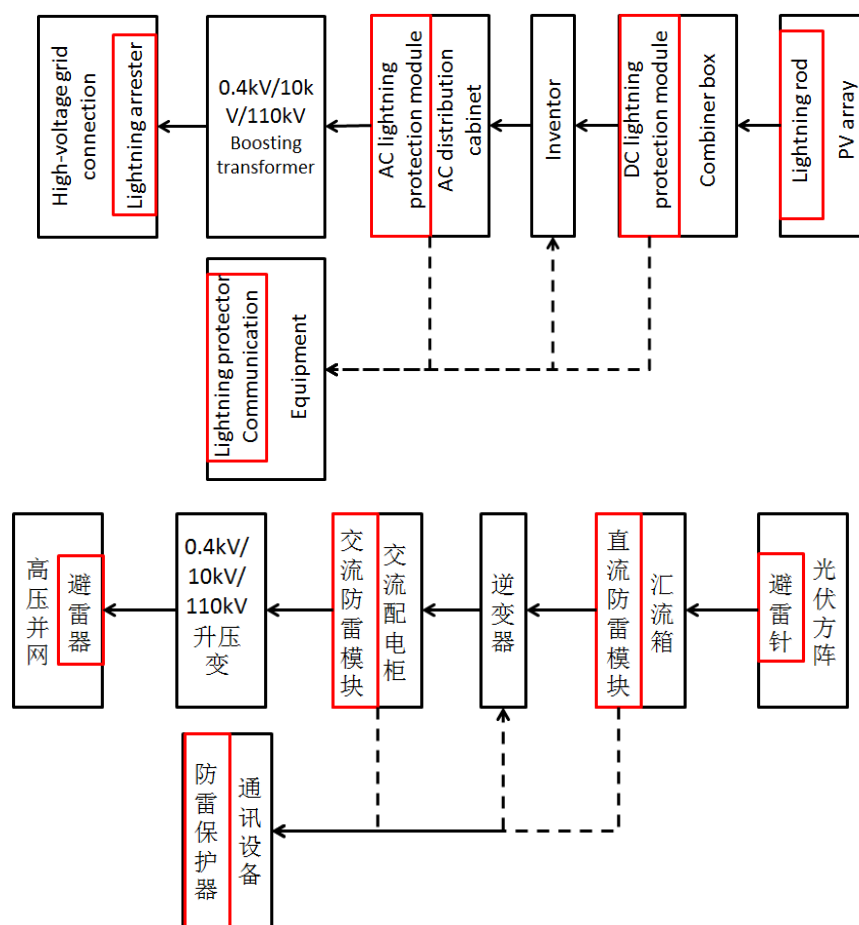 High-voltage grid
connection
Lightning arrester
0.4kV/10k
V/110kV
Boosting
transformer
AC lightning
protection module
AC distribution
cabinet
Inventor
DC lightning
protection module
Combiner box
Lightning rod
PV array
Lightning protector
Communication
Equipment
高压并网
避雷器
0.4kV/
10kV/
110kV
升压
变
交流防雷模块
交流配电柜
逆变器
直流防雷模块
汇流箱
避雷针
光伏方阵
防雷保护器
通讯设备